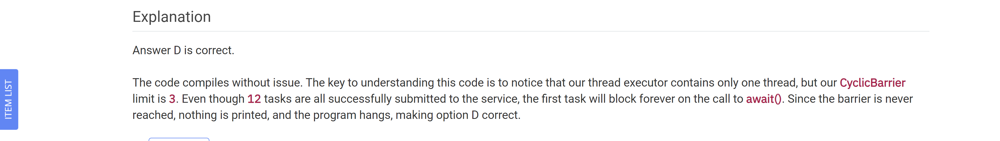 Explanation
Answer D is correct.
The code compiles without issue. The key to understanding this code is to notice that our thread executor contains only one thread, but our CyclicBarrier
limit is 3. Even though 12 tasks are all successfully submitted to the service, the first task will block forever on the call to await(). Since the barrier is never
reached, nothing is printed, and the program hangs, making option D correct.
ITEM LIST